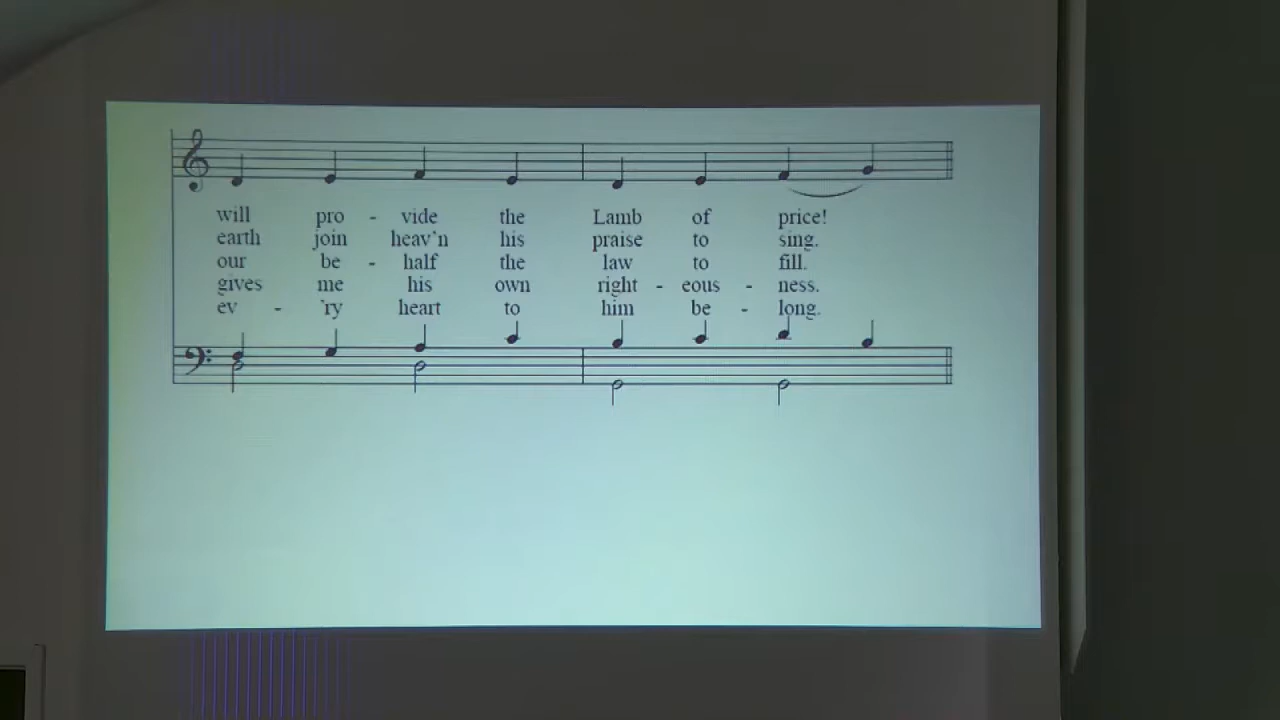 will pro - vide the Lamb of price!
earth join heav'n his praise to sing.
our be - half the law to fill.
gives me his own right - eous - ness.
ev - 'ry heart to him be - long.